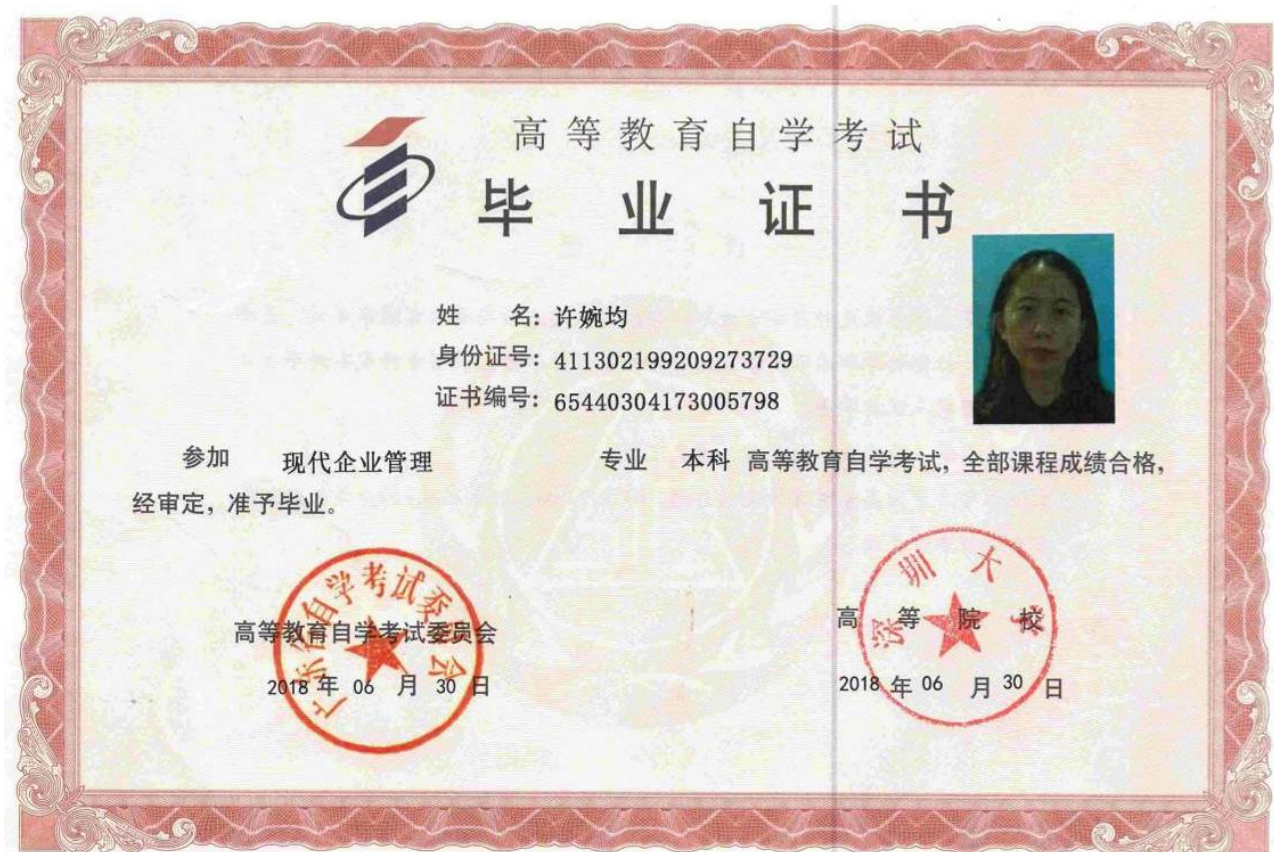 高等教育自学考试
毕业证书
姓 名：许婉均
身份证号：411302199209273729
证书编号：65440304173005798
参加 现代企业管理 专业 本科 高等教育自学考试，全部课程成绩合格，
经审定，准予毕业。
广东省自学考试委员会
高等教育自学考试委员会
2018 年 06 月 30 日
深圳大学
高等院校
2018 年 06 月 30 日